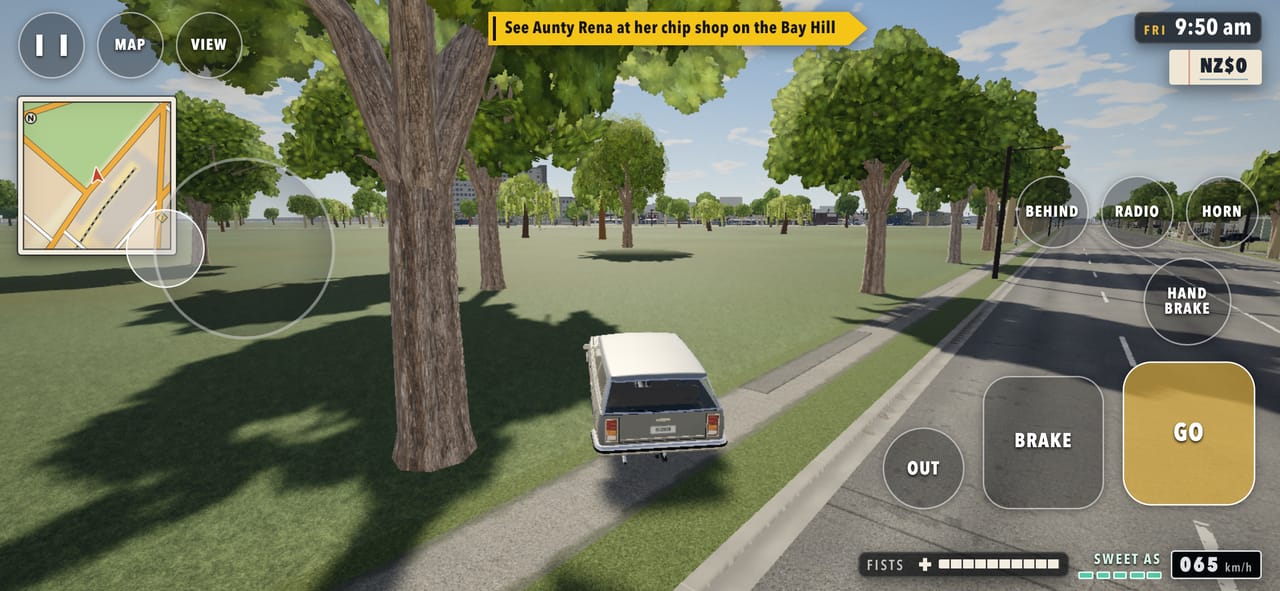 See Aunty Rena at her chip shop on the Bay Hill
FRI 9:50 am
NZ$0
MAP
VIEW
N
BEHIND
RADIO
HORN
HAND
BRAKE
GO
BRAKE
OUT
FISTS
SWEET AS
065 km/h